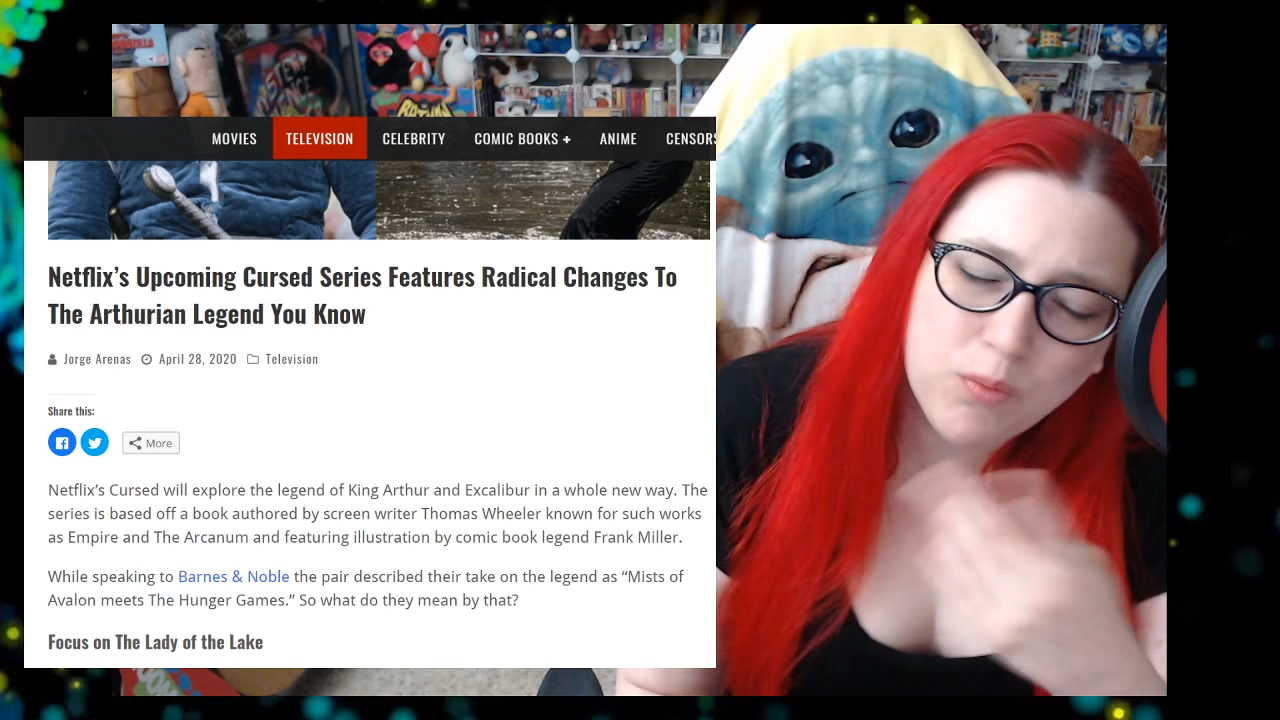 MOVIES TELEVISION CELEBRITY COMIC BOOKS + ANIME CENSORS
Netflix’s Upcoming Cursed Series Features Radical Changes To
The Arthurian Legend You Know
Jorge Arenas April 28, 2020 Television
Share this:
More
Netflix’s Cursed will explore the legend of King Arthur and Excalibur in a whole new way. The
series is based off a book authored by screen writer Thomas Wheeler known for such works
as Empire and The Arcanum and featuring illustration by comic book legend Frank Miller.
While speaking to Barnes & Noble the pair described their take on the legend as “Mists of
Avalon meets The Hunger Games.” So what do they mean by that?
Focus on The Lady of the Lake